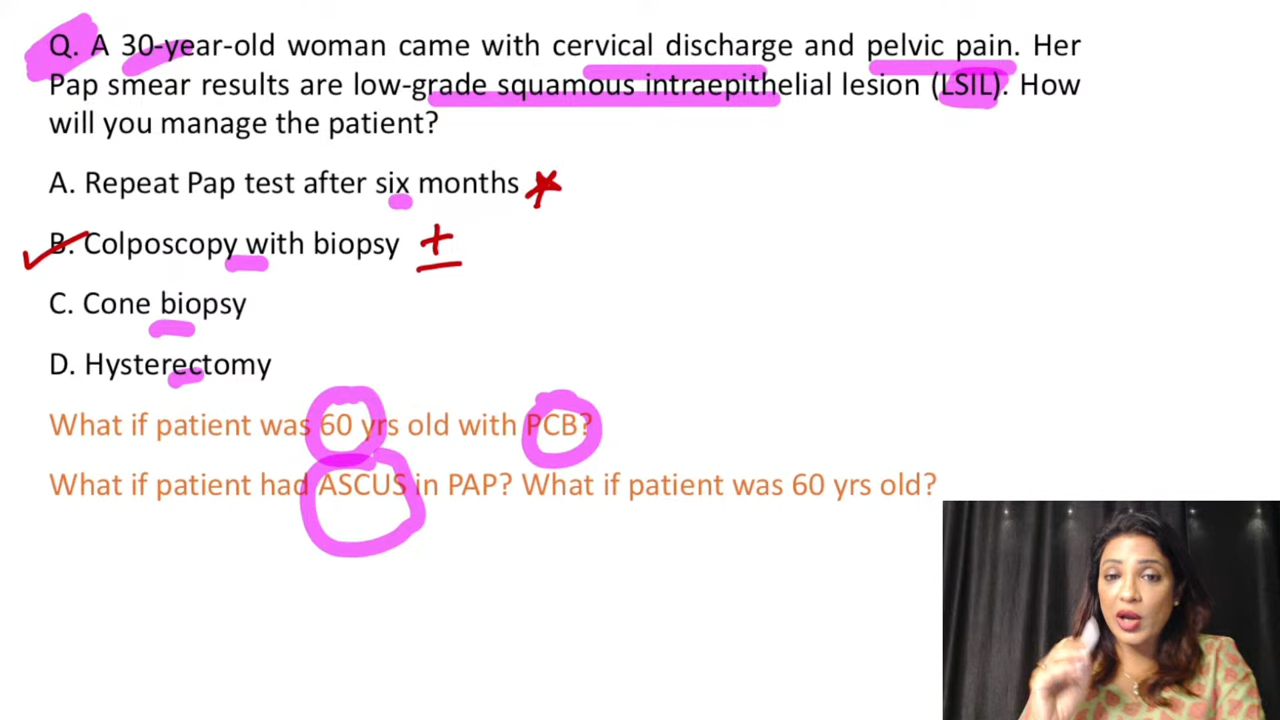 Q. A 30-year-old woman came with cervical discharge and pelvic pain. Her
Pap smear results are low-grade squamous intraepithelial lesion (LSIL). How
will you manage the patient?
A. Repeat Pap test after six months
B. Colposcopy with biopsy +
C. Cone biopsy
D. Hysterectomy
What if patient was 60 yrs old with PCB?
What if patient had ASCUS in PAP? What if patient was 60 yrs old?